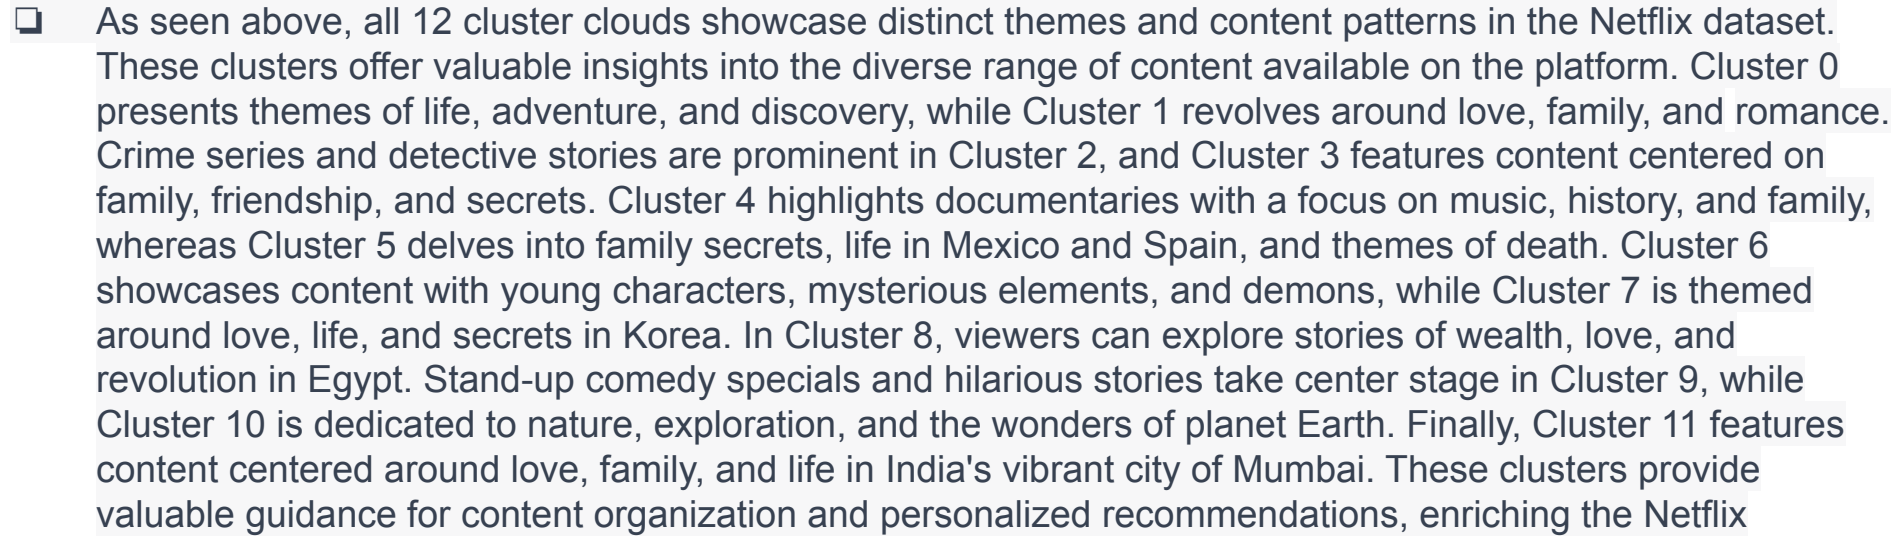 ❑ As seen above, all 12 cluster clouds showcase distinct themes and content patterns in the Netflix dataset.
These clusters offer valuable insights into the diverse range of content available on the platform. Cluster 0
presents themes of life, adventure, and discovery, while Cluster 1 revolves around love, family, and romance.
Crime series and detective stories are prominent in Cluster 2, and Cluster 3 features content centered on
family, friendship, and secrets. Cluster 4 highlights documentaries with a focus on music, history, and family,
whereas Cluster 5 delves into family secrets, life in Mexico and Spain, and themes of death. Cluster 6
showcases content with young characters, mysterious elements, and demons, while Cluster 7 is themed
around love, life, and secrets in Korea. In Cluster 8, viewers can explore stories of wealth, love, and
revolution in Egypt. Stand-up comedy specials and hilarious stories take center stage in Cluster 9, while
Cluster 10 is dedicated to nature, exploration, and the wonders of planet Earth. Finally, Cluster 11 features
content centered around love, family, and life in India's vibrant city of Mumbai. These clusters provide
valuable guidance for content organization and personalized recommendations, enriching the Netflix